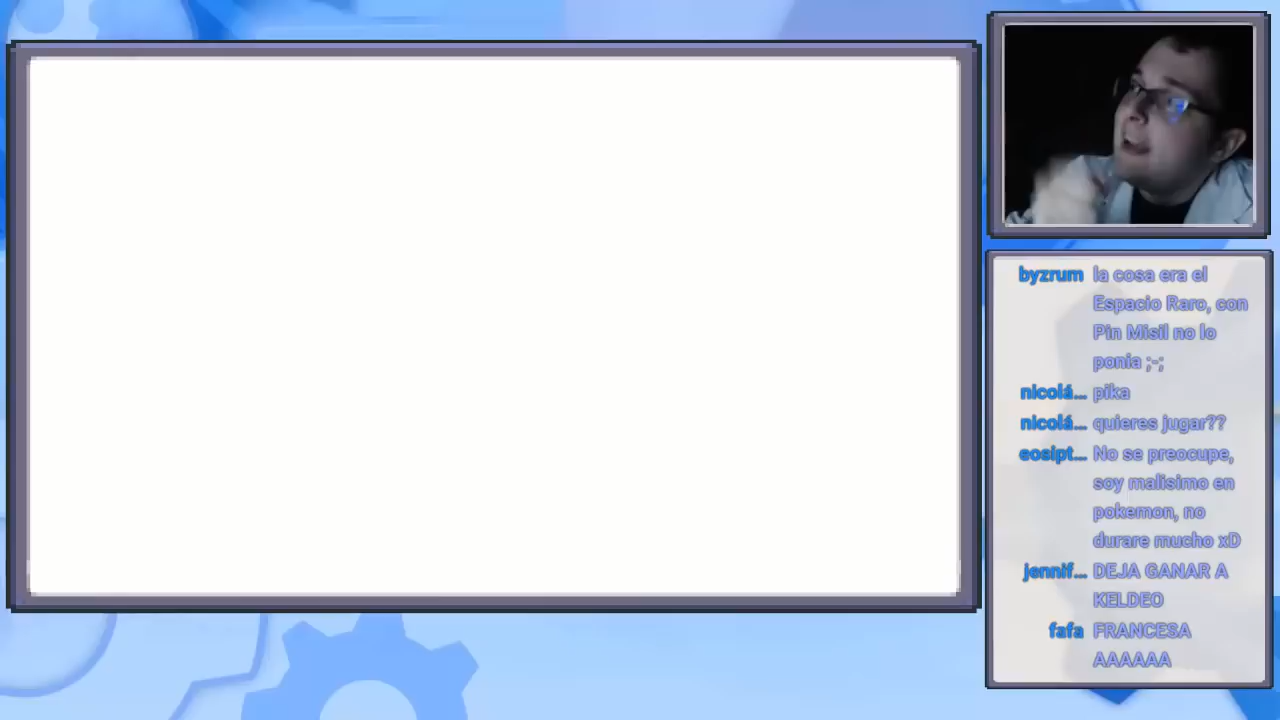 byzrum la cosa era el
Espacio Raro, con
Pin Misil no lo
ponia ;-;
nicolá... pika
nicolá... quieres jugar??
eosipt... No se preocupe,
soy malisimo en
pokemon, no
durare mucho xD
jennif... DEJA GANAR A
KELDEO
fafa FRANCESA
AAAAAA